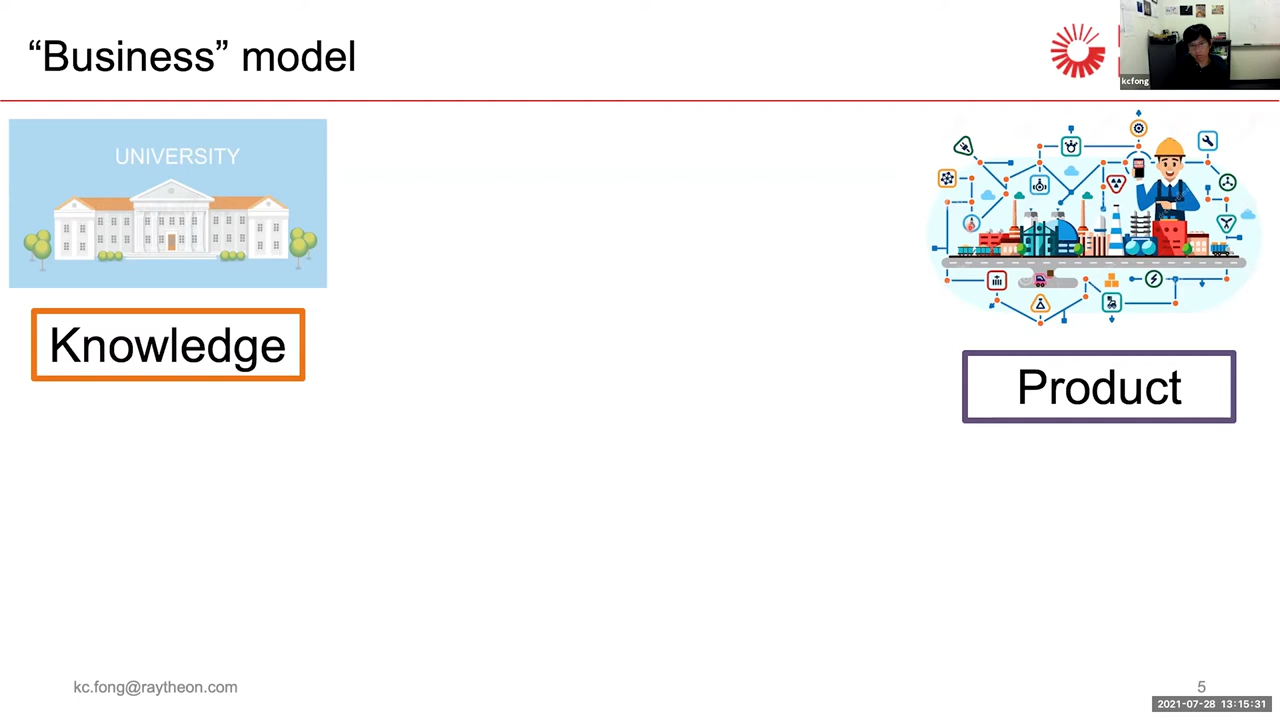 “Business” model
kcfong
UNIVERSITY
Knowledge
Product
kc.fong@raytheon.com
5
2021-07-28 13:15:31